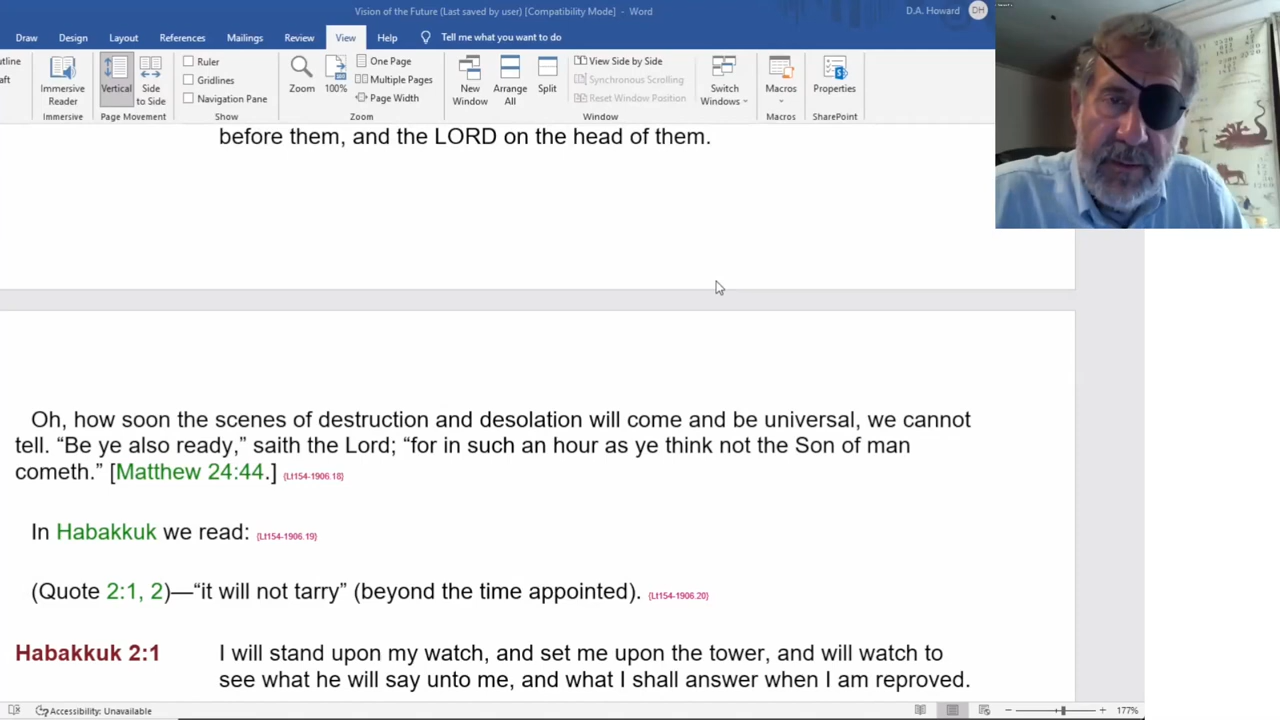 Vision of the Future (Last saved by user) [Compatibility Mode] - Word
D.A. Howard
DH
Draw Design Layout References Mailings Review View Help Tell me what you want to do
Immersive Reader
Immersive
Vertical
Side to Side
Page Movement
Ruler
Gridlines
Navigation Pane
Show
Zoom
100%
One Page
Multiple Pages
Page Width
Zoom
New Window
Arrange All
Split
View Side by Side
Synchronous Scrolling
Reset Window Position
Switch Windows
Window
Macros
Macros
Properties
SharePoint
before them, and the LORD on the head of them.
Oh, how soon the scenes of destruction and desolation will come and be universal, we cannot
tell. “Be ye also ready,” saith the Lord; “for in such an hour as ye think not the Son of man
cometh.” [Matthew 24:44.] {Lt154-1906.18}
In Habakkuk we read: {Lt154-1906.19}
(Quote 2:1, 2)—“it will not tarry” (beyond the time appointed). {Lt154-1906.20}
Habakkuk 2:1 I will stand upon my watch, and set me upon the tower, and will watch to
see what he will say unto me, and what I shall answer when I am reproved.
Accessibility: Unavailable
177%